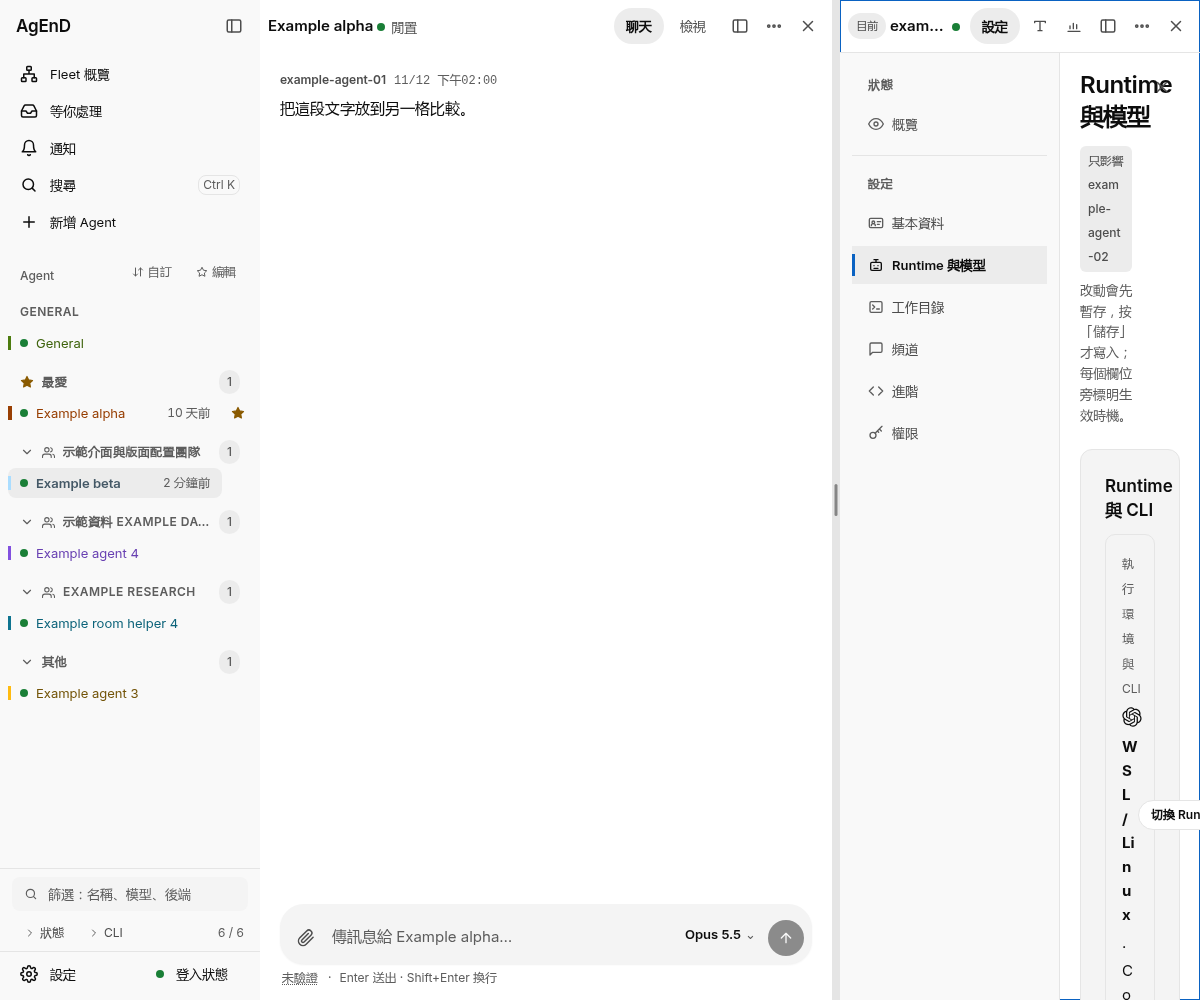 AgEnD
Fleet 概覽
等你處理
通知
搜尋
Ctrl K
新增 Agent
Agent
自訂
編輯
GENERAL
General
最愛
1
Example alpha
10 天前
示範介面與版面配置團隊
1
Example beta
2 分鐘前
示範資料 EXAMPLE DA...
1
Example agent 4
EXAMPLE RESEARCH
1
Example room helper 4
其他
1
Example agent 3
篩選：名稱、模型、後端
狀態
CLI
6 / 6
設定
登入狀態
Example alpha
閒置
聊天
檢視
example-agent-01 11/12 下午02:00
把這段文字放到另一格比較。
傳訊息給 Example alpha...
Opus 5.5
未驗證 · Enter 送出 · Shift+Enter 換行
目前
exam...
設定
狀態
概覽
設定
基本資料
Runtime 與模型
工作目錄
頻道
進階
權限
Runtime
與模型
只影響
exam
ple-
agent
-02
改動會先
暫存，按
「儲存」
才寫入；
每個欄位
旁標明生
效時機。
Runtime
與 CLI
執
行
環
境
與
CLI
W
S
L
/
Li
n
u
x
·
C
o
切換 Run